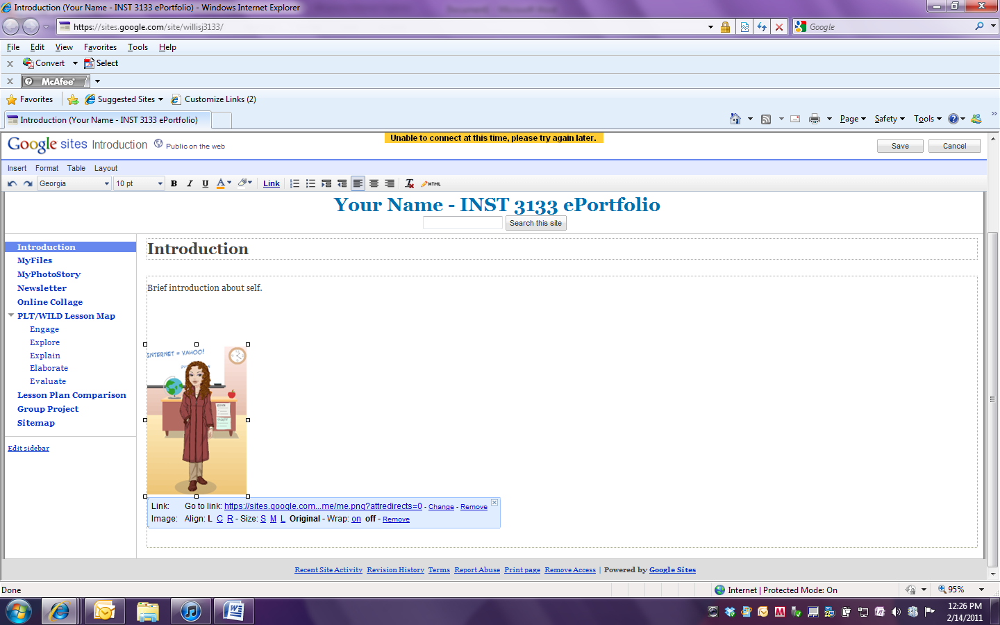 Introduction (Your Name - INST 3133 ePortfolio) - Windows Internet Explorer
https://sites.google.com/site/willisj3133/
Google
File Edit View Favorites Tools Help
x Convert Select
x McAfee
Favorites Suggested Sites Customize Links (2)
Introduction (Your Name - INST 3133 ePortfolio)
Page Safety Tools
Unable to connect at this time, please try again later.
Google sites Introduction Public on the web
Save Cancel
Insert Format Table Layout
Georgia 10 pt B I U A Link HTML
Your Name - INST 3133 ePortfolio
Search this site
Introduction
MyFiles
MyPhotoStory
Newsletter
Online Collage
PLT/WILD Lesson Map
Engage
Explore
Explain
Elaborate
Evaluate
Lesson Plan Comparison
Group Project
Sitemap
Edit sidebar
Introduction
Brief introduction about self.
INTERNET = YAHOO!
Link: Go to link: https://sites.google.com...me/me.png?attredirects=0 - Change - Remove
Image: Align: L C R - Size: S M L Original - Wrap: on off - Remove
Recent Site Activity Revision History Terms Report Abuse Print page Remove Access | Powered by Google Sites
Done
Internet | Protected Mode: On
95%
12:26 PM
2/14/2011